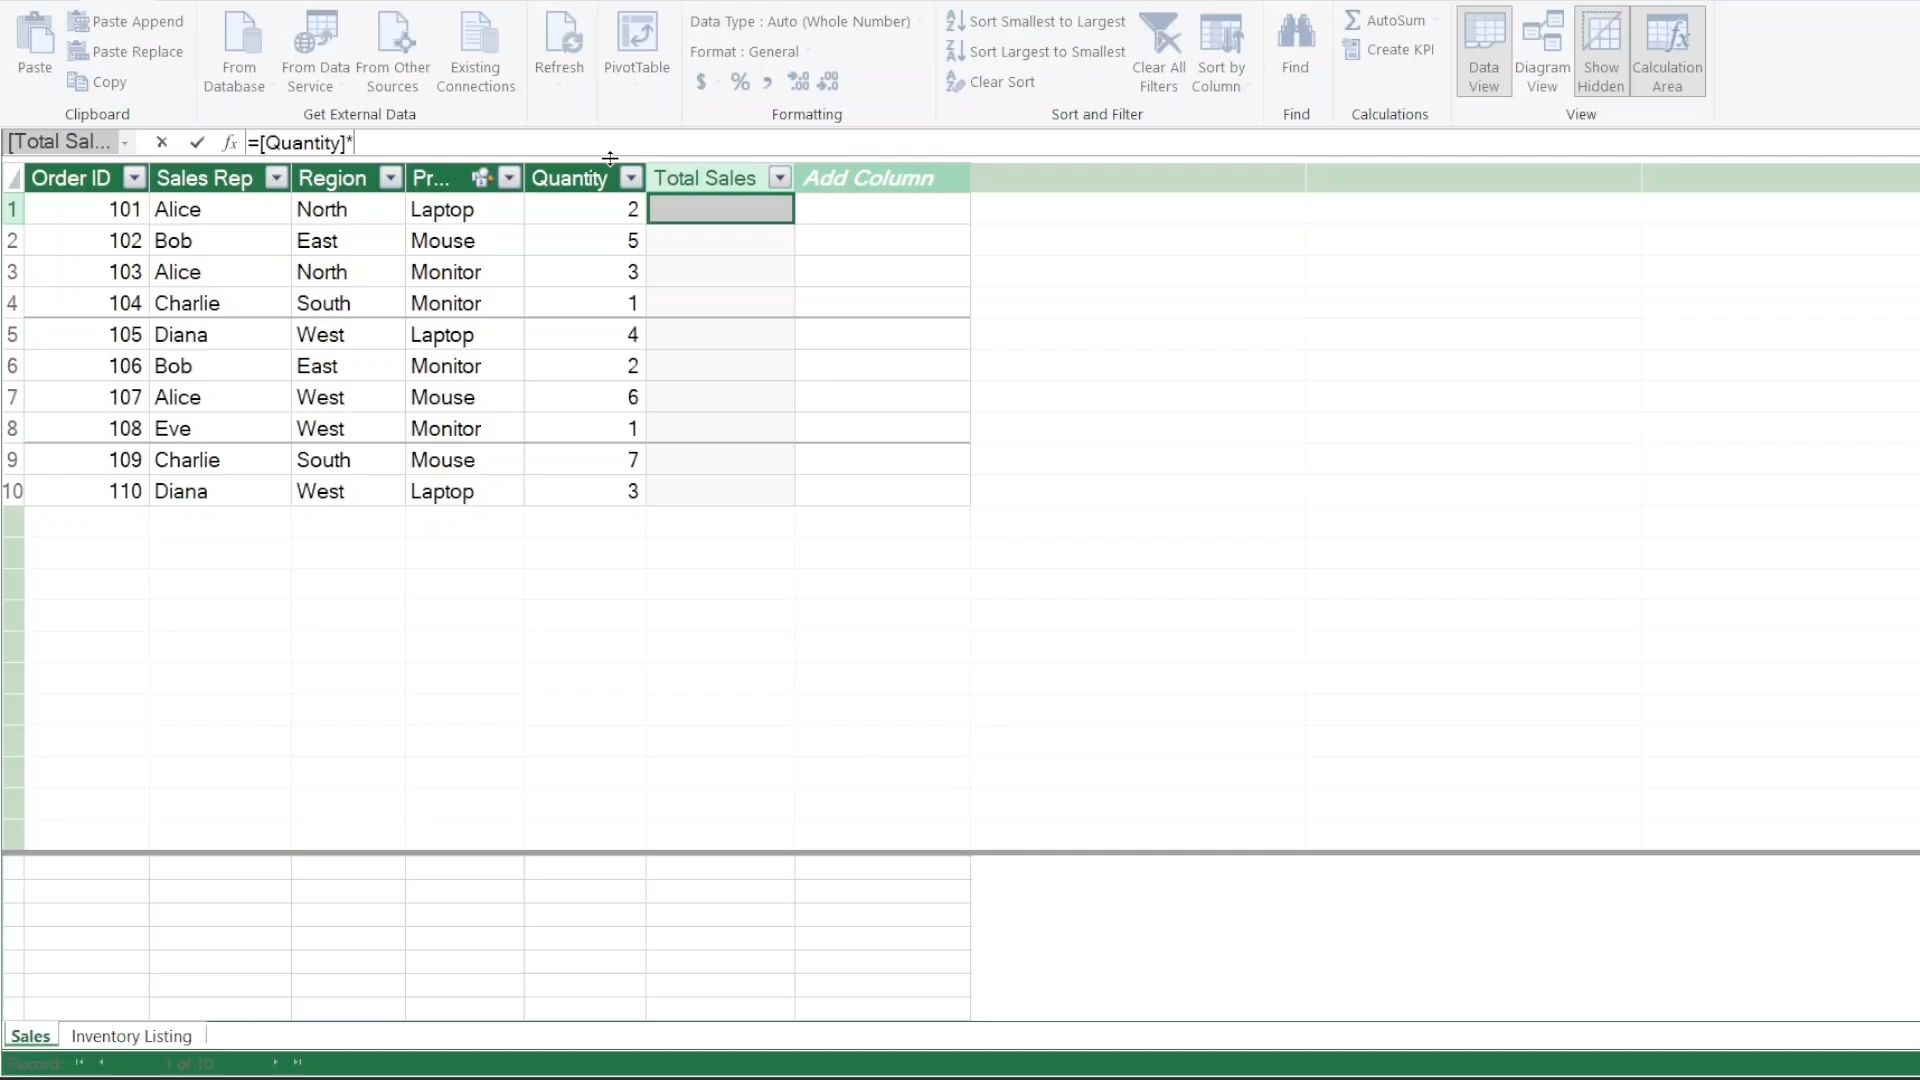 Paste
Paste Append
Paste Replace
Copy
Clipboard
From Database
From Data Service
From Other Sources
Existing Connections
Get External Data
Refresh
PivotTable
Data Type : Auto (Whole Number)
Format : General
$ % , .00 .00
Formatting
Sort Smallest to Largest
Sort Largest to Smallest
Clear Sort
Clear All Filters
Sort by Column
Sort and Filter
Find
Find
AutoSum
Create KPI
Calculations
Data View
Diagram View
Show Hidden
Calculation Area
View
[Total Sal... fx =[Quantity]*
Order ID Sales Rep Region Pr... Quantity Total Sales Add Column
1 101 Alice North Laptop 2
2 102 Bob East Mouse 5
3 103 Alice North Monitor 3
4 104 Charlie South Monitor 1
5 105 Diana West Laptop 4
6 106 Bob East Monitor 2
7 107 Alice West Mouse 6
8 108 Eve West Monitor 1
9 109 Charlie South Mouse 7
10 110 Diana West Laptop 3
Sales Inventory Listing
Record: 1 of 10